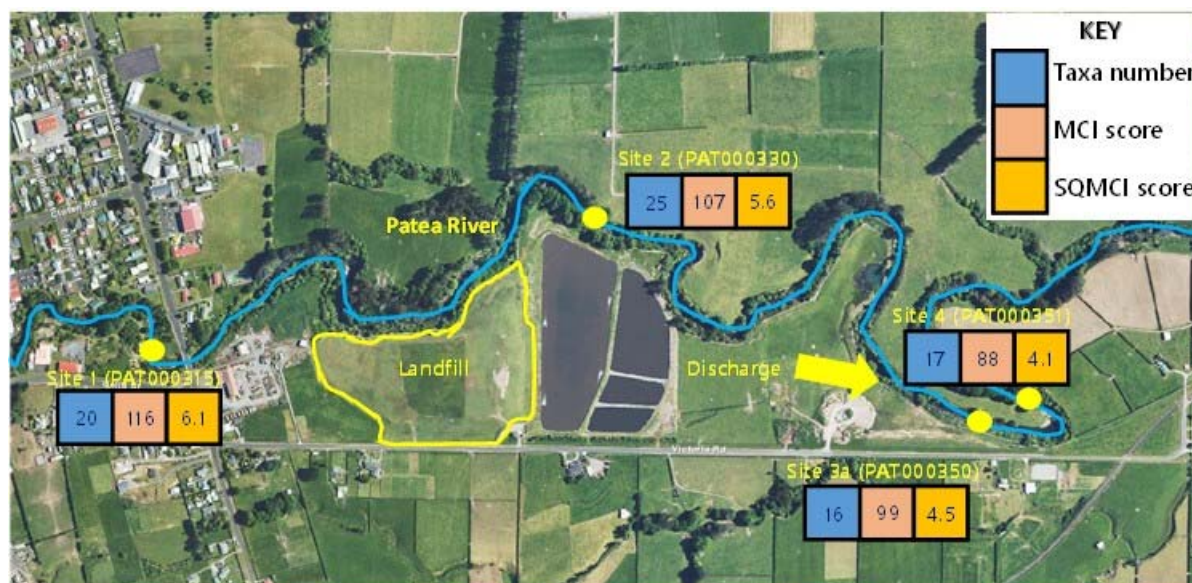 KEY
Taxa number
MCI score
SQMCI score
Site 2 (PAT000330)
25 107 5.6
Patea River
Site 4 (PAT000351)
17 88 4.1
Landfill
Discharge
Site 1 (PAT000315)
20 116 6.1
Victoria Rd
Site 3a (PAT000350)
16 99 4.5